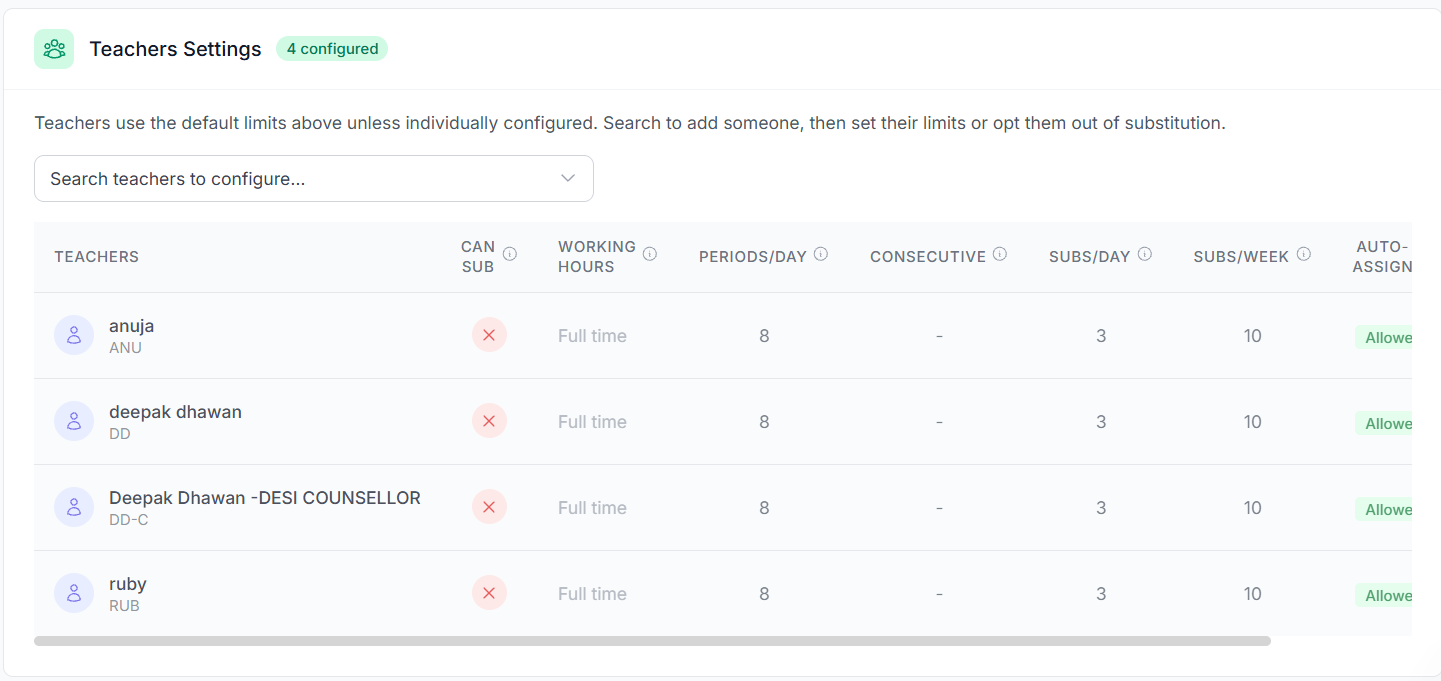 Teachers Settings 4 configured
Teachers use the default limits above unless individually configured. Search to add someone, then set their limits or opt them out of substitution.
Search teachers to configure...
TEACHERS CAN SUB WORKING HOURS PERIODS/DAY CONSECUTIVE SUBS/DAY SUBS/WEEK AUTO-ASSIGN
anuja Full time 8 - 3 10 Allowe
ANU
deepak dhawan Full time 8 - 3 10 Allowe
DD
Deepak Dhawan -DESI COUNSELLOR Full time 8 - 3 10 Allowe
DD-C
ruby Full time 8 - 3 10 Allowe
RUB